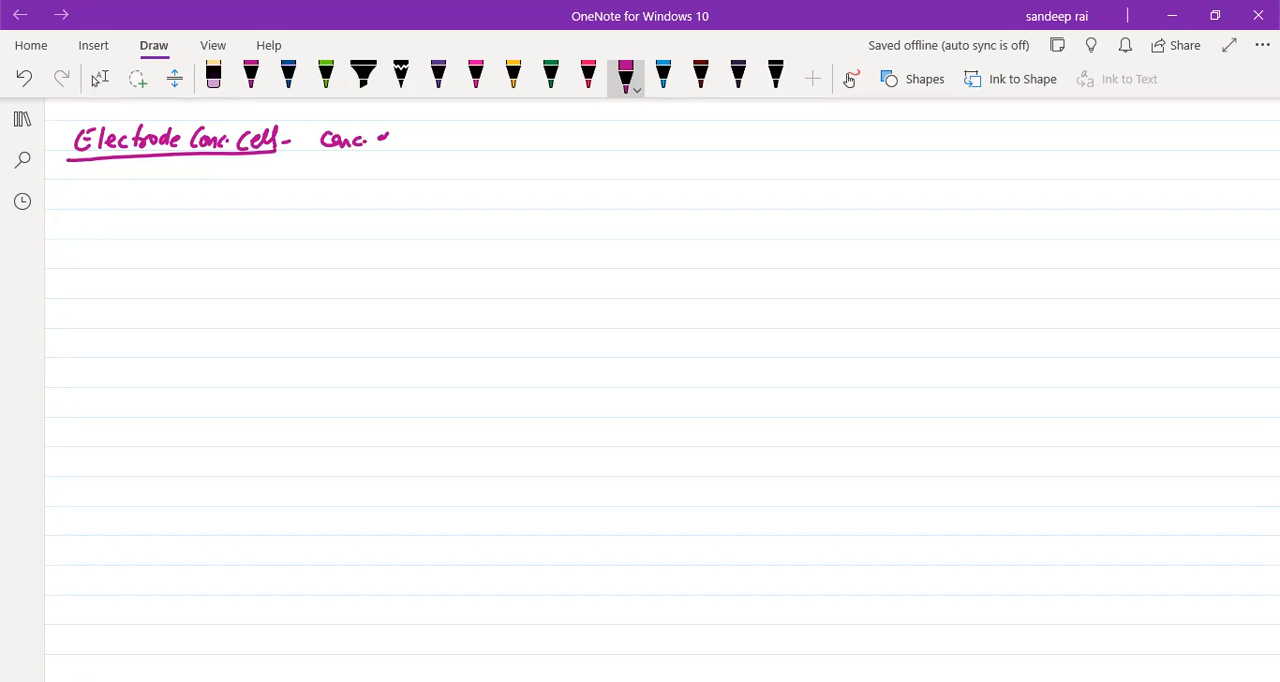 OneNote for Windows 10
sandeep rai
Home Insert Draw View Help
Saved offline (auto sync is off) Share
Shapes Ink to Shape Ink to Text
Electrode Conc. Cell - Conc.